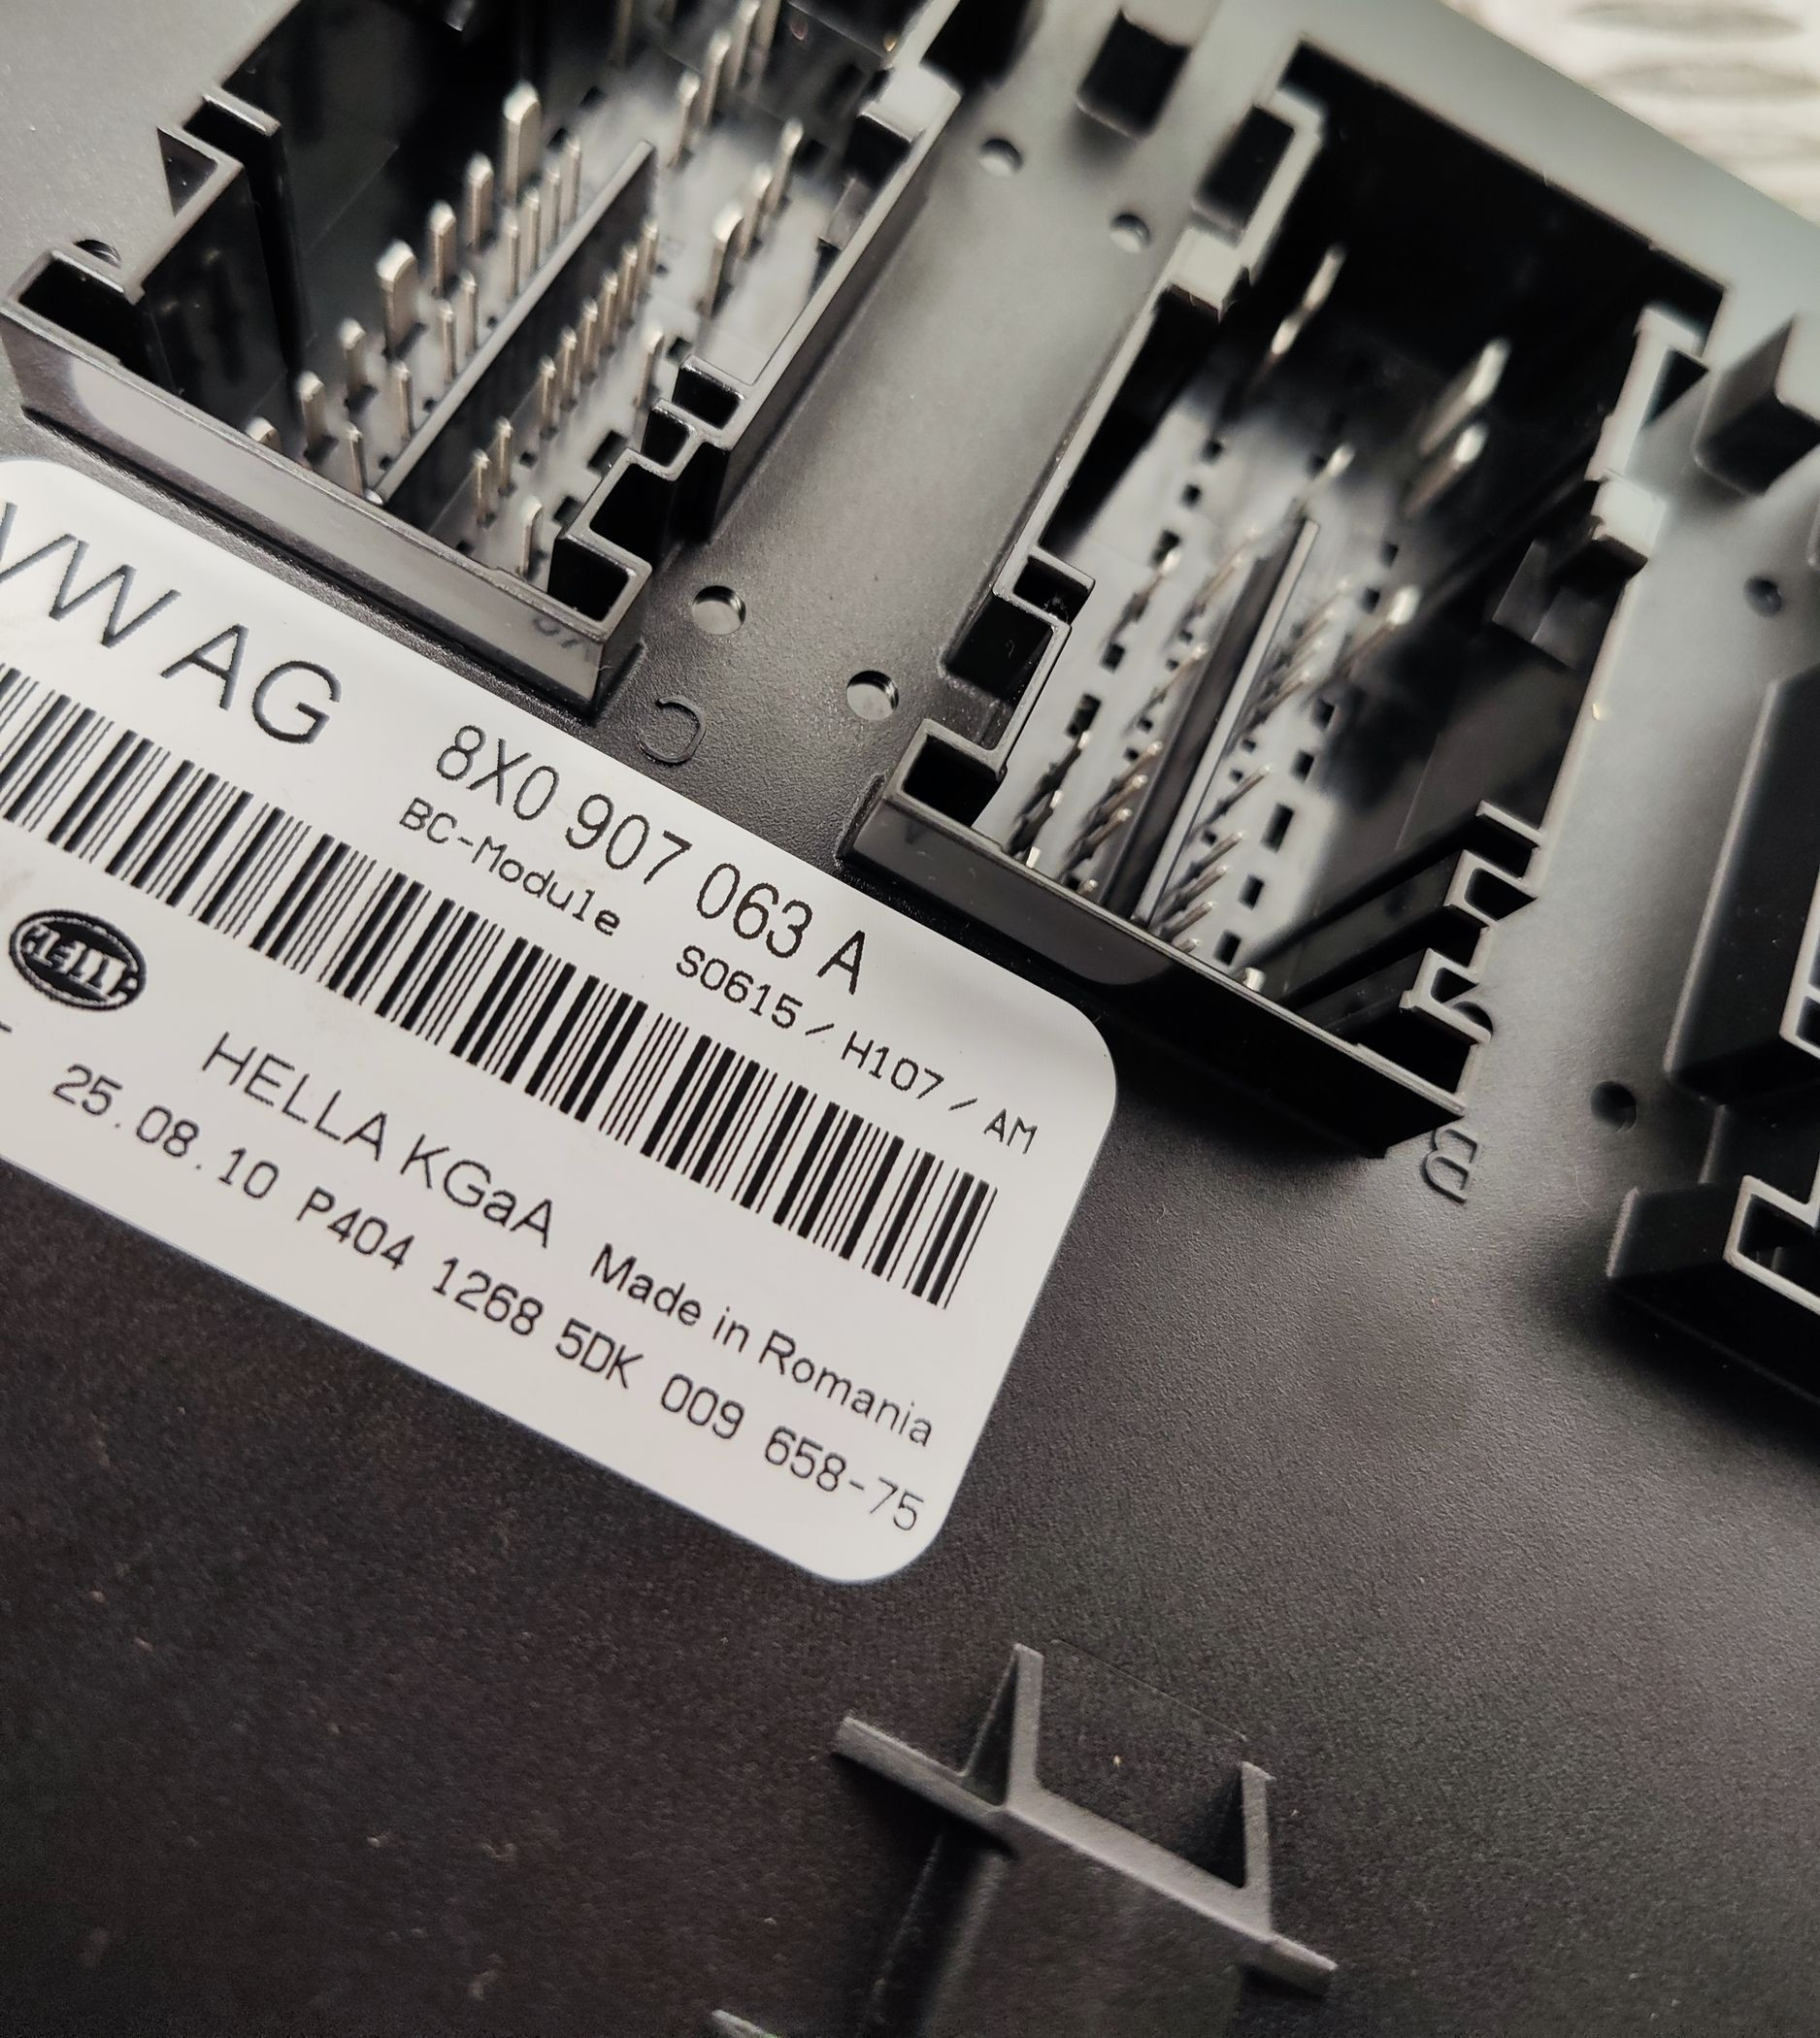 VW AG 8X0 907 063 A
BC-Module S0615/H107/AM
HELLA
HELLA KGaA Made in Romania
25.08.10 P404 1268 5DK 009 658-75
C
B